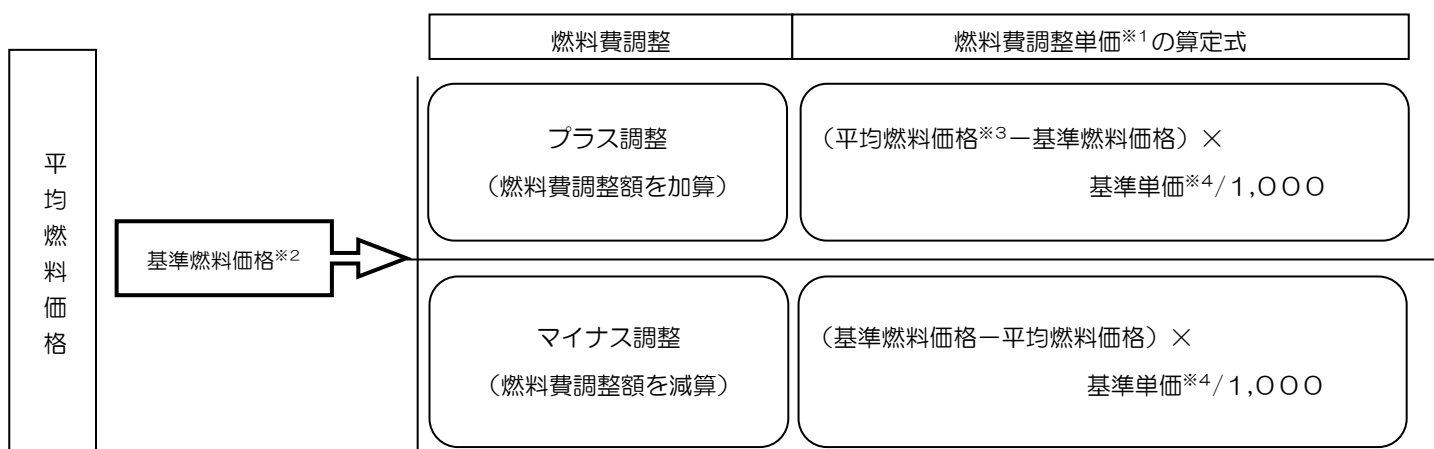 燃料費調整
燃料費調整単価※1の算定式
平均燃料価格
基準燃料価格※2
プラス調整
（燃料費調整額を加算）
（平均燃料価格※3－基準燃料価格）×
基準単価※4/1,000
マイナス調整
（燃料費調整額を減算）
（基準燃料価格－平均燃料価格）×
基準単価※4/1,000